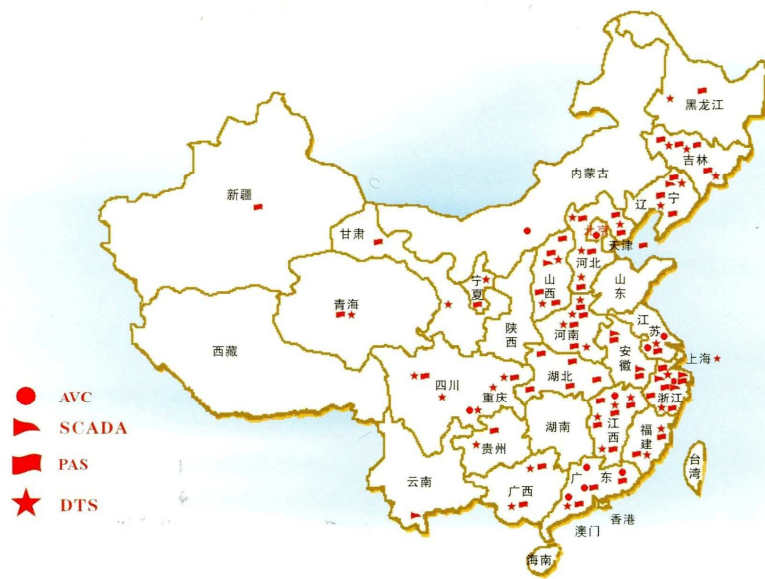 黑龙江
吉林
内蒙古
辽宁
新疆
北京
甘肃
天津
河北
宁夏
山西
山东
青海
江苏
陕西
河南
西藏
安徽
上海
四川
湖北
重庆
浙江
AVC
湖南
江西
福建
SCADA
贵州
台湾
PAS
云南
广西
广东
DTS
香港
澳门
海南